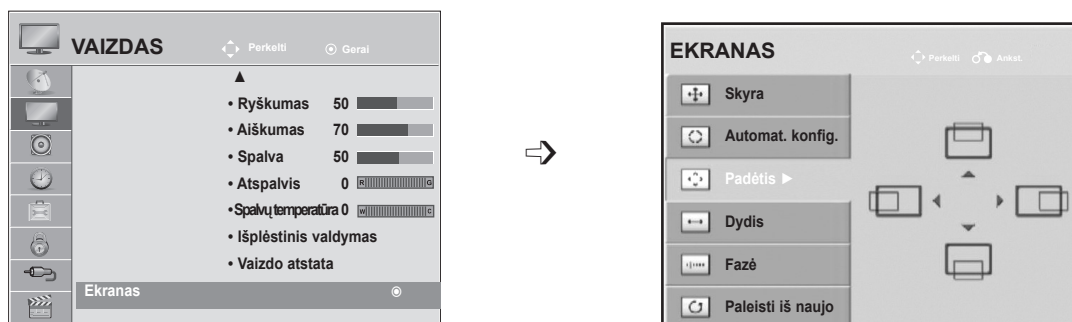 VAIZDAS Perkelti Gerai
▲
• Ryškumas 50
• Aiškumas 70
• Spalva 50
• Atspalvis 0 R G
• Spalvų temperatūra 0 W C
• Išplėstinis valdymas
• Vaizdo atstata
Ekranas
EKRANAS Perkelti Ankst.
Skyra
Automat. konfig.
Padėtis ►
Dydis
Fazė
Paleisti iš naujo